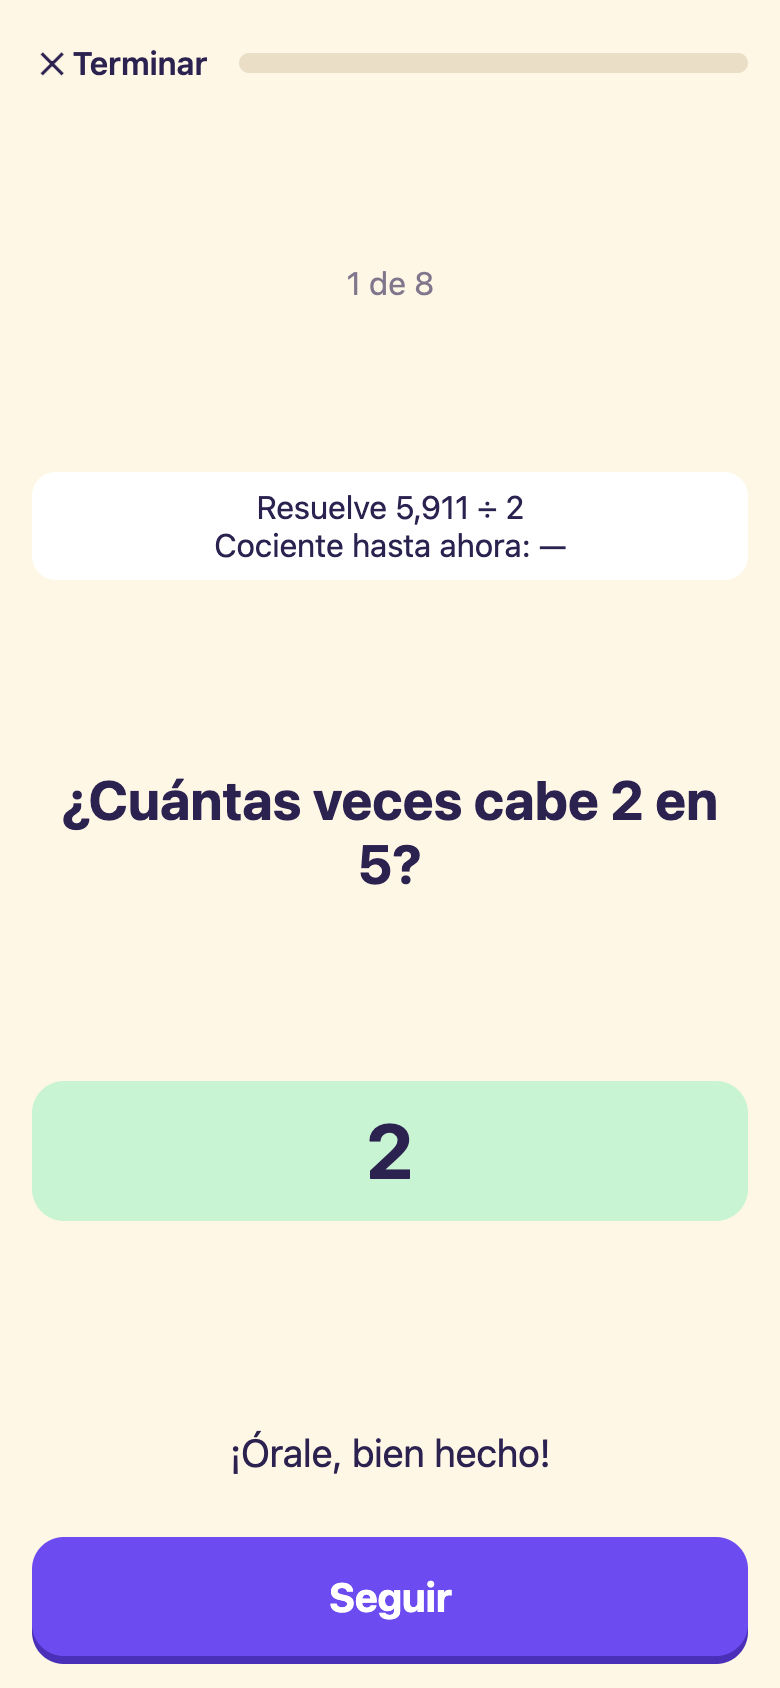 Terminar
1 de 8
Resuelve 5,911 ÷ 2
Cociente hasta ahora: —
¿Cuántas veces cabe 2 en
5?
2
¡Órale, bien hecho!
Seguir